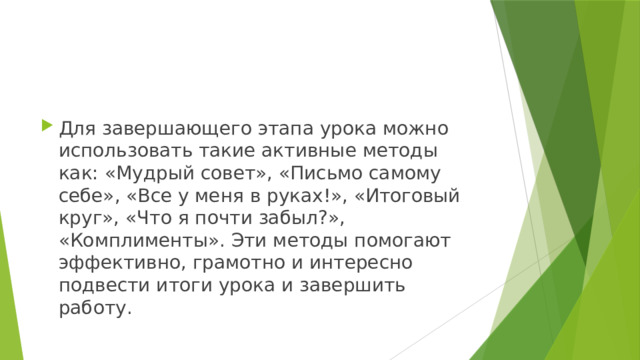 Для завершающего этапа урока можно
использовать такие активные методы
как: «Мудрый совет», «Письмо самому
себе», «Все у меня в руках!», «Итоговый
круг», «Что я почти забыл?»,
«Комплименты». Эти методы помогают
эффективно, грамотно и интересно
подвести итоги урока и завершить
работу.